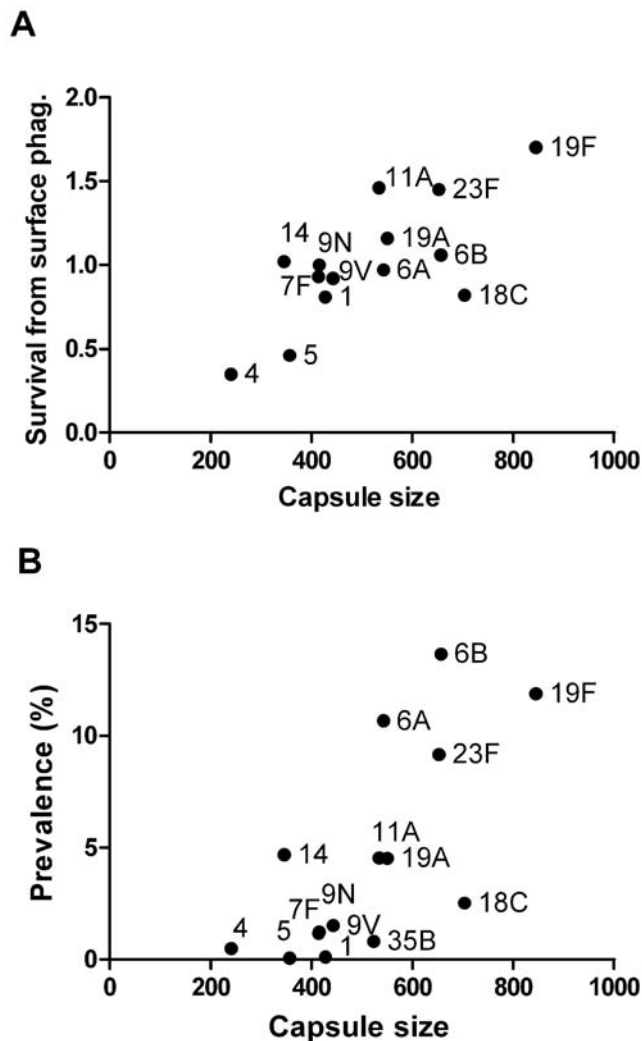 A
Survival from surface phag.
2.0
1.5
1.0
0.5
0.0
19F
11A
23F
14
9N
19A
6B
7F
9V
6A
1
18C
5
4
0
200
400
600
800
1000
Capsule size
B
Prevalence (%)
15
10
5
0
6B
19F
6A
23F
11A
14
19A
9N
7F
18C
4
5
9V
1
35B
0
200
400
600
800
1000
Capsule size